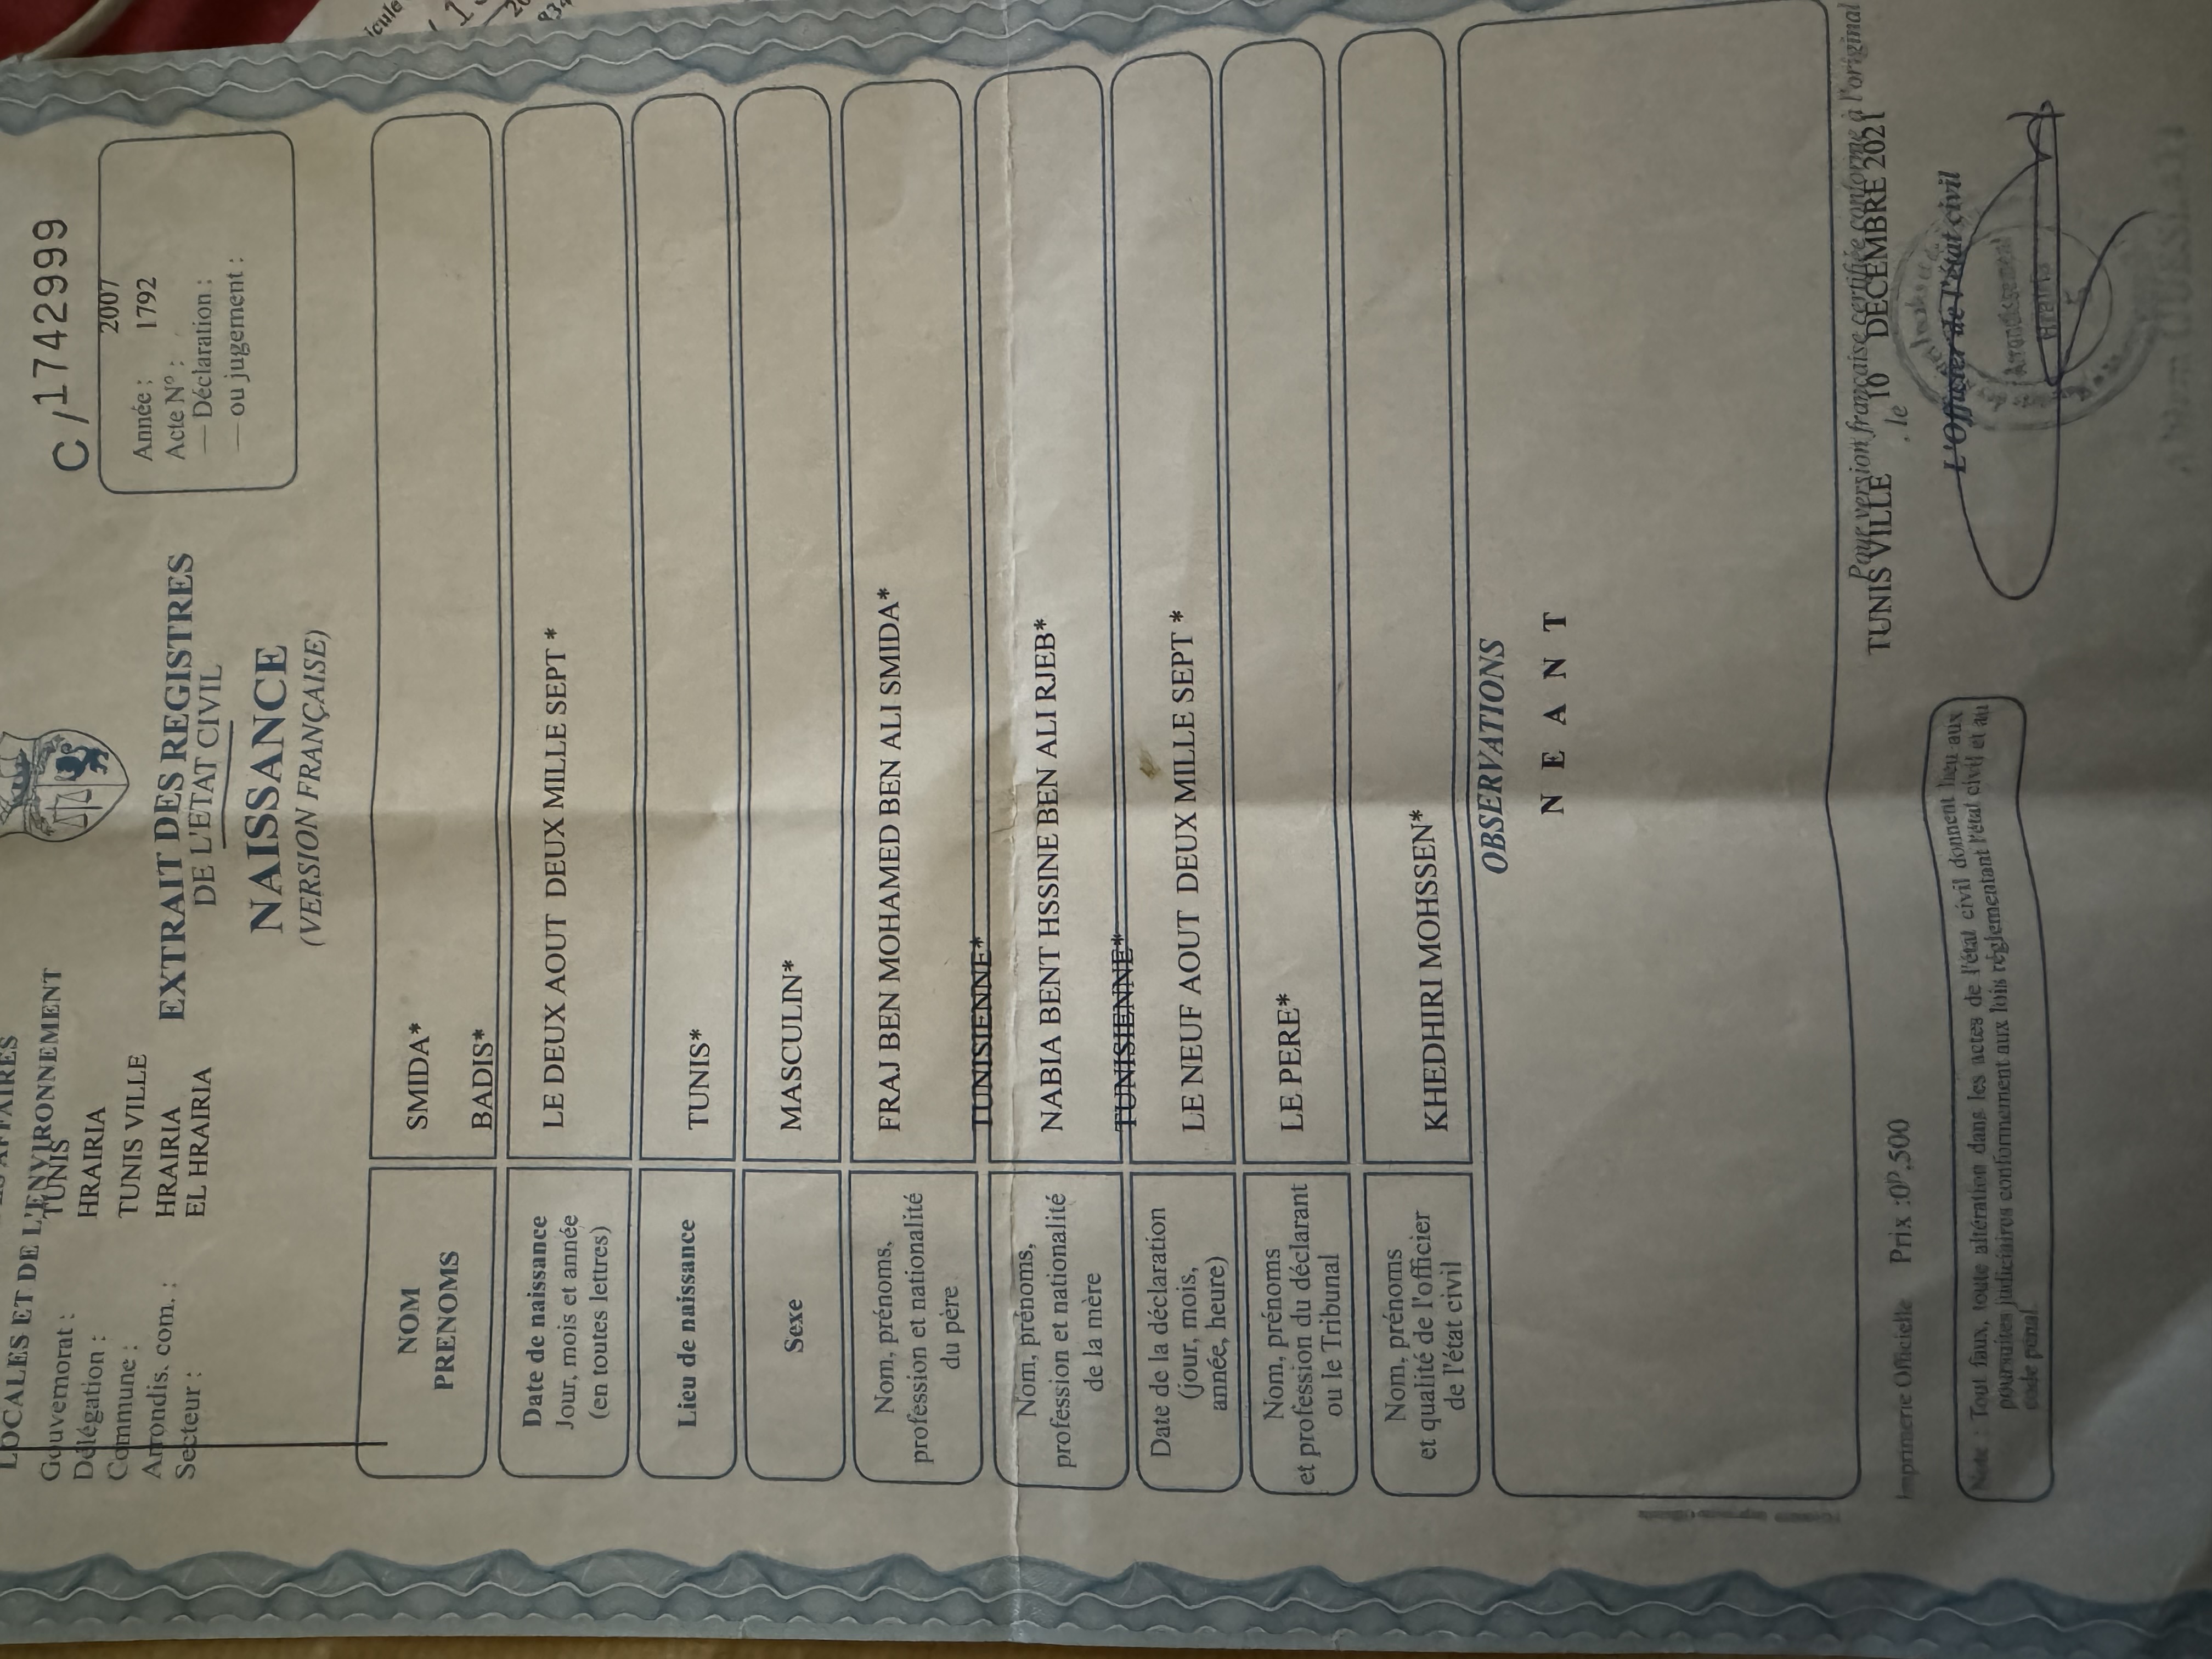 LOCALES ET DE L'ENVIRONNEMENT
Gouvernorat : TUNIS
Délégation : HRAIRIA
Commune : TUNIS VILLE
Arrondis. com. : HRAIRIA
Secteur : EL HRAIRIA
EXTRAIT DES REGISTRES
DE L'ETAT CIVIL
NAISSANCE
(VERSION FRANÇAISE)
C /1742999
2007
Année :
Acte Nº : 1792
— Déclaration :
— ou jugement :
NOM
PRENOMS
SMIDA*
BADIS*
Date de naissance
Jour, mois et année
(en toutes lettres)
LE DEUX AOUT DEUX MILLE SEPT *
Lieu de naissance
TUNIS*
Sexe
MASCULIN*
Nom, prénoms,
profession et nationalité
du père
FRAJ BEN MOHAMED BEN ALI SMIDA*
TUNISIENNE*
Nom, prénoms,
profession et nationalité
de la mère
NABIA BENT HSSINE BEN ALI RJEB*
TUNISIENNE*
Date de la déclaration
(jour, mois,
année, heure)
LE NEUF AOUT DEUX MILLE SEPT *
Nom, prénoms
et profession du déclarant
ou le Tribunal
LE PERE*
Nom, prénoms
et qualité de l'officier
de l'état civil
KHEDHIRI MOHSSEN*
OBSERVATIONS
N E A N T
Pour version française certifiée conforme à l'original
TUNIS VILLE , le 10 DECEMBRE 2021
L'Officier de l'état civil
Arrondissement
Hrairia
Imprimerie Officielle Prix :0ᴰ,500
Note : Tout faux, toute altération dans les actes de l'état civil donnent lieu aux
poursuites judiciaires conformement aux lois réglementant l'état civil et au
code pénal.